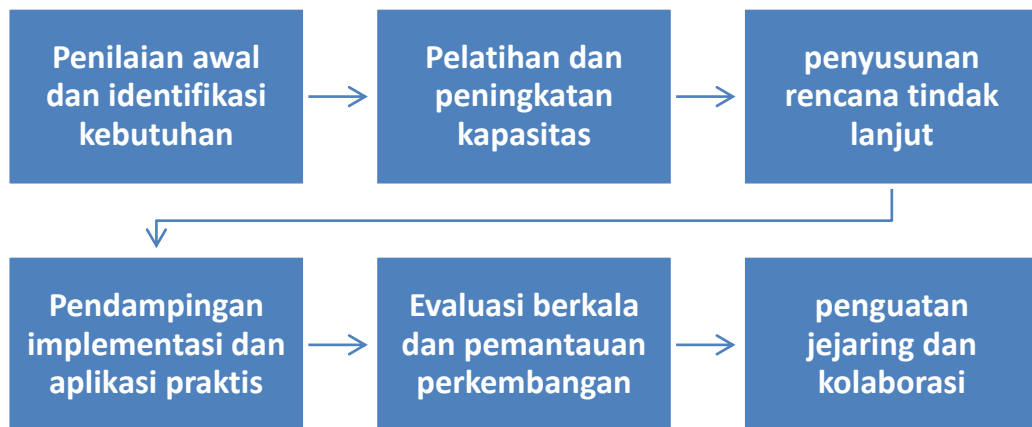 Penilaian awal
dan identifikasi
kebutuhan
Pelatihan dan
peningkatan
kapasitas
penyusunan
rencana tindak
lanjut
Pendampingan
implementasi dan
aplikasi praktis
Evaluasi berkala
dan pemantauan
perkembangan
penguatan
jejaring dan
kolaborasi